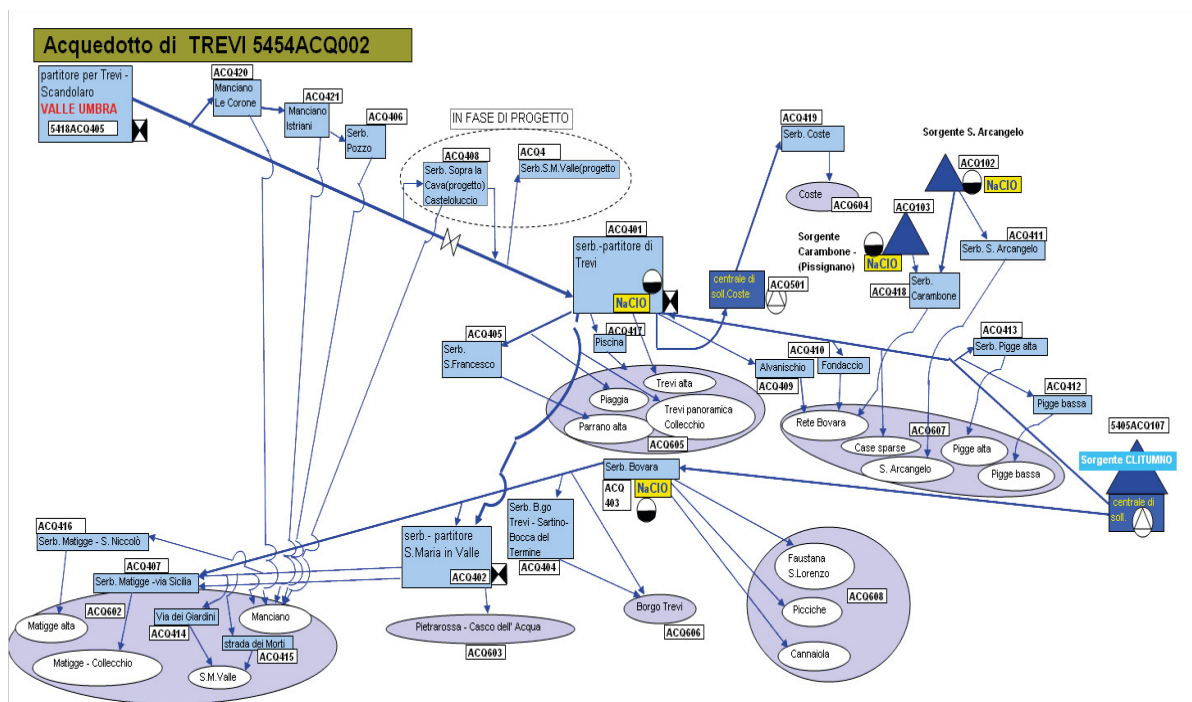 Acquedotto di TREVI 5454ACQ002
partitore per Trevi -
Scandolaro
VALLE UMBRA
5418ACQ405
ACQ420
Manciano
Le Corone
ACQ421
Manciano
Istriani
ACQ406
Serb.
Pozzo
IN FASE DI PROGETTO
ACQ408
Serb. Sopra la
Cava(progetto)
Casteloluccio
ACQ4
Serb.S.M.Valle(progetto
ACQ419
Serb. Coste
Coste
ACQ604
Sorgente S. Arcangelo
ACQ102
NaClO
ACQ103
Sorgente
Carambone -
(Pissignano)
NaClO
ACQ411
Serb. S. Arcangelo
ACQ418
Serb.
Carambone
ACQ401
serb.-partitore di
Trevi
NaClO
centrale di
soll.Coste
ACQ501
ACQ405
Serb.
S.Francesco
ACQ417
Piscina
ACQ410
Alvanischio
Fondaccio
ACQ409
ACQ413
Serb. Pigge alta
ACQ412
Pigge bassa
Trevi alta
Piaggia
Trevi panoramica
Collecchio
Parrano alta
ACQ605
Rete Bovara
ACQ607
Case sparse
S. Arcangelo
Pigge alta
Pigge bassa
5405ACQ107
Sorgente CLITUMNO
centrale di
soll.
Serb. Bovara
ACQ
403
NaClO
Serb. B.go
Trevi - Sartino-
Bocca del
Termine
ACQ404
serb.- partitore
S.Maria in Valle
ACQ402
ACQ416
Serb. Matigge - S. Niccolò
ACQ407
Serb. Matigge -via Sicilia
ACQ602
Matigge alta
Via dei Giardini
ACQ414
Manciano
strada dei Morti
ACQ415
Matigge - Collecchio
S.M.Valle
Pietrarossa - Casco dell' Acqua
ACQ603
Borgo Trevi
ACQ606
Faustana
S.Lorenzo
Picciche
ACQ608
Cannaiola